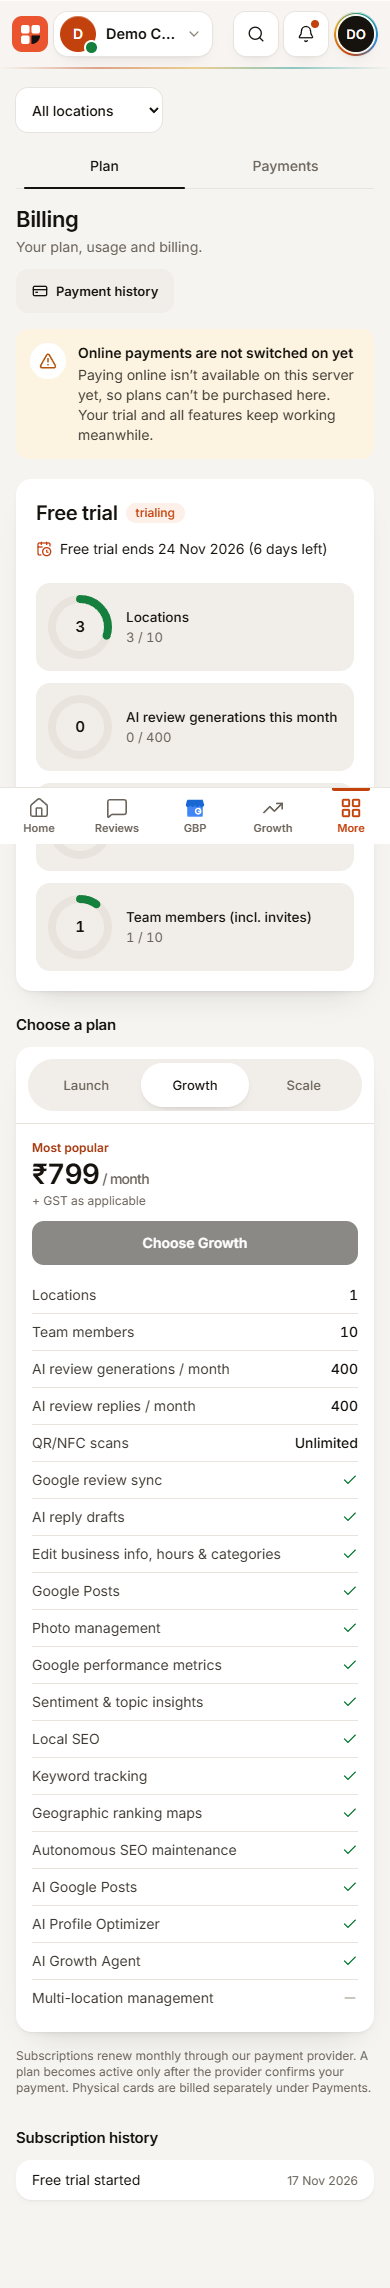 D
Demo C...
DO
All locations
Plan
Payments
Billing
Your plan, usage and billing.
Payment history
Online payments are not switched on yet
Paying online isn't available on this server
yet, so plans can't be purchased here.
Your trial and all features keep working
meanwhile.
Free trial
trialing
Free trial ends 24 Nov 2026 (6 days left)
3
Locations
3 / 10
0
AI review generations this month
0 / 400
Home
Reviews
GBP
Growth
More
1
Team members (incl. invites)
1 / 10
Choose a plan
Launch
Growth
Scale
Most popular
₹799 / month
+ GST as applicable
Choose Growth
Locations 1
Team members 10
AI review generations / month 400
AI review replies / month 400
QR/NFC scans Unlimited
Google review sync
AI reply drafts
Edit business info, hours & categories
Google Posts
Photo management
Google performance metrics
Sentiment & topic insights
Local SEO
Keyword tracking
Geographic ranking maps
Autonomous SEO maintenance
AI Google Posts
AI Profile Optimizer
AI Growth Agent
Multi-location management –
Subscriptions renew monthly through our payment provider. A
plan becomes active only after the provider confirms your
payment. Physical cards are billed separately under Payments.
Subscription history
Free trial started 17 Nov 2026